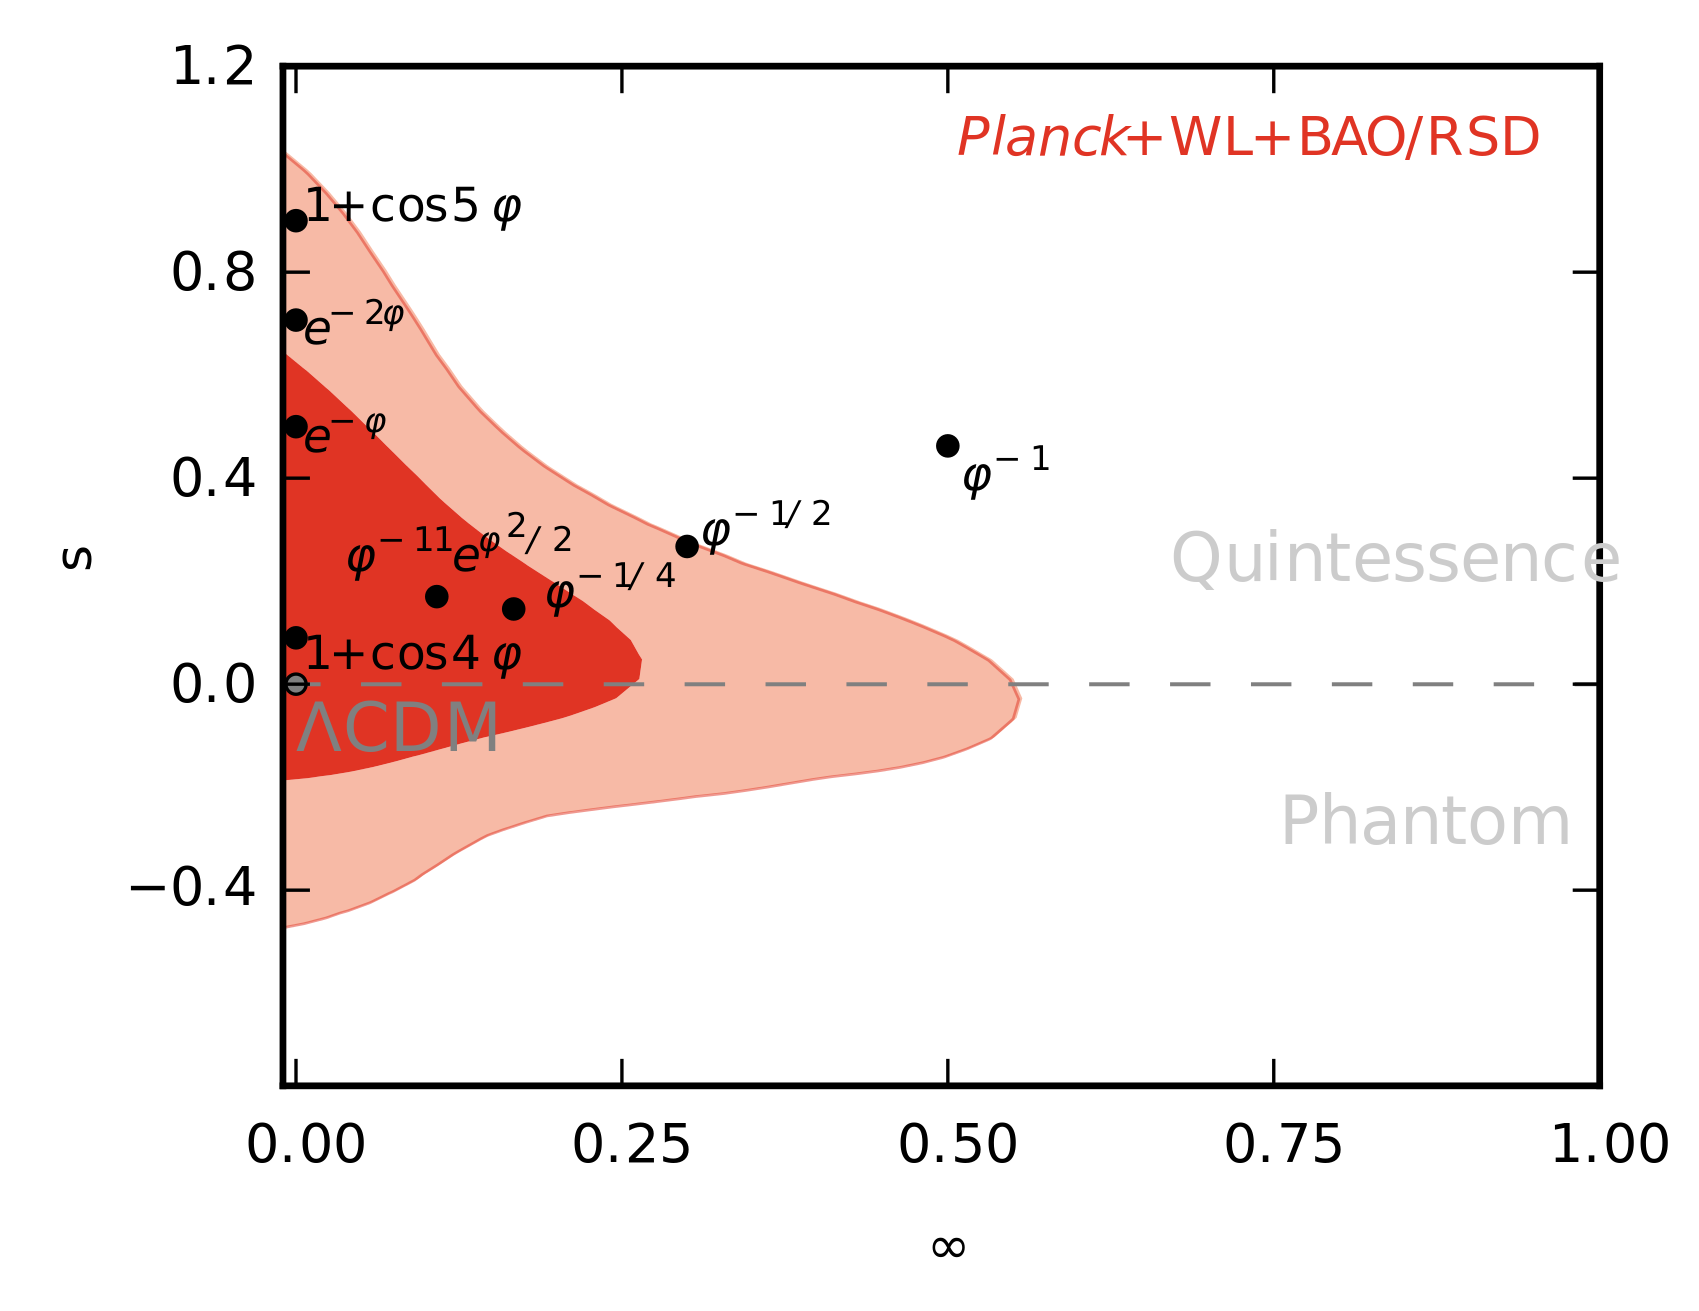 1.2
Planck+WL+BAO/RSD
1+cos5 φ
0.8
e^{−2φ}
e^{−φ}
0.4
φ^{−1}
φ^{−1/2}
φ^{−11}e^{φ^2/2}
Quintessence
s
φ^{−1/4}
1+cos4 φ
0.0
ΛCDM
Phantom
−0.4
0.00 0.25 0.50 0.75 1.00
∞